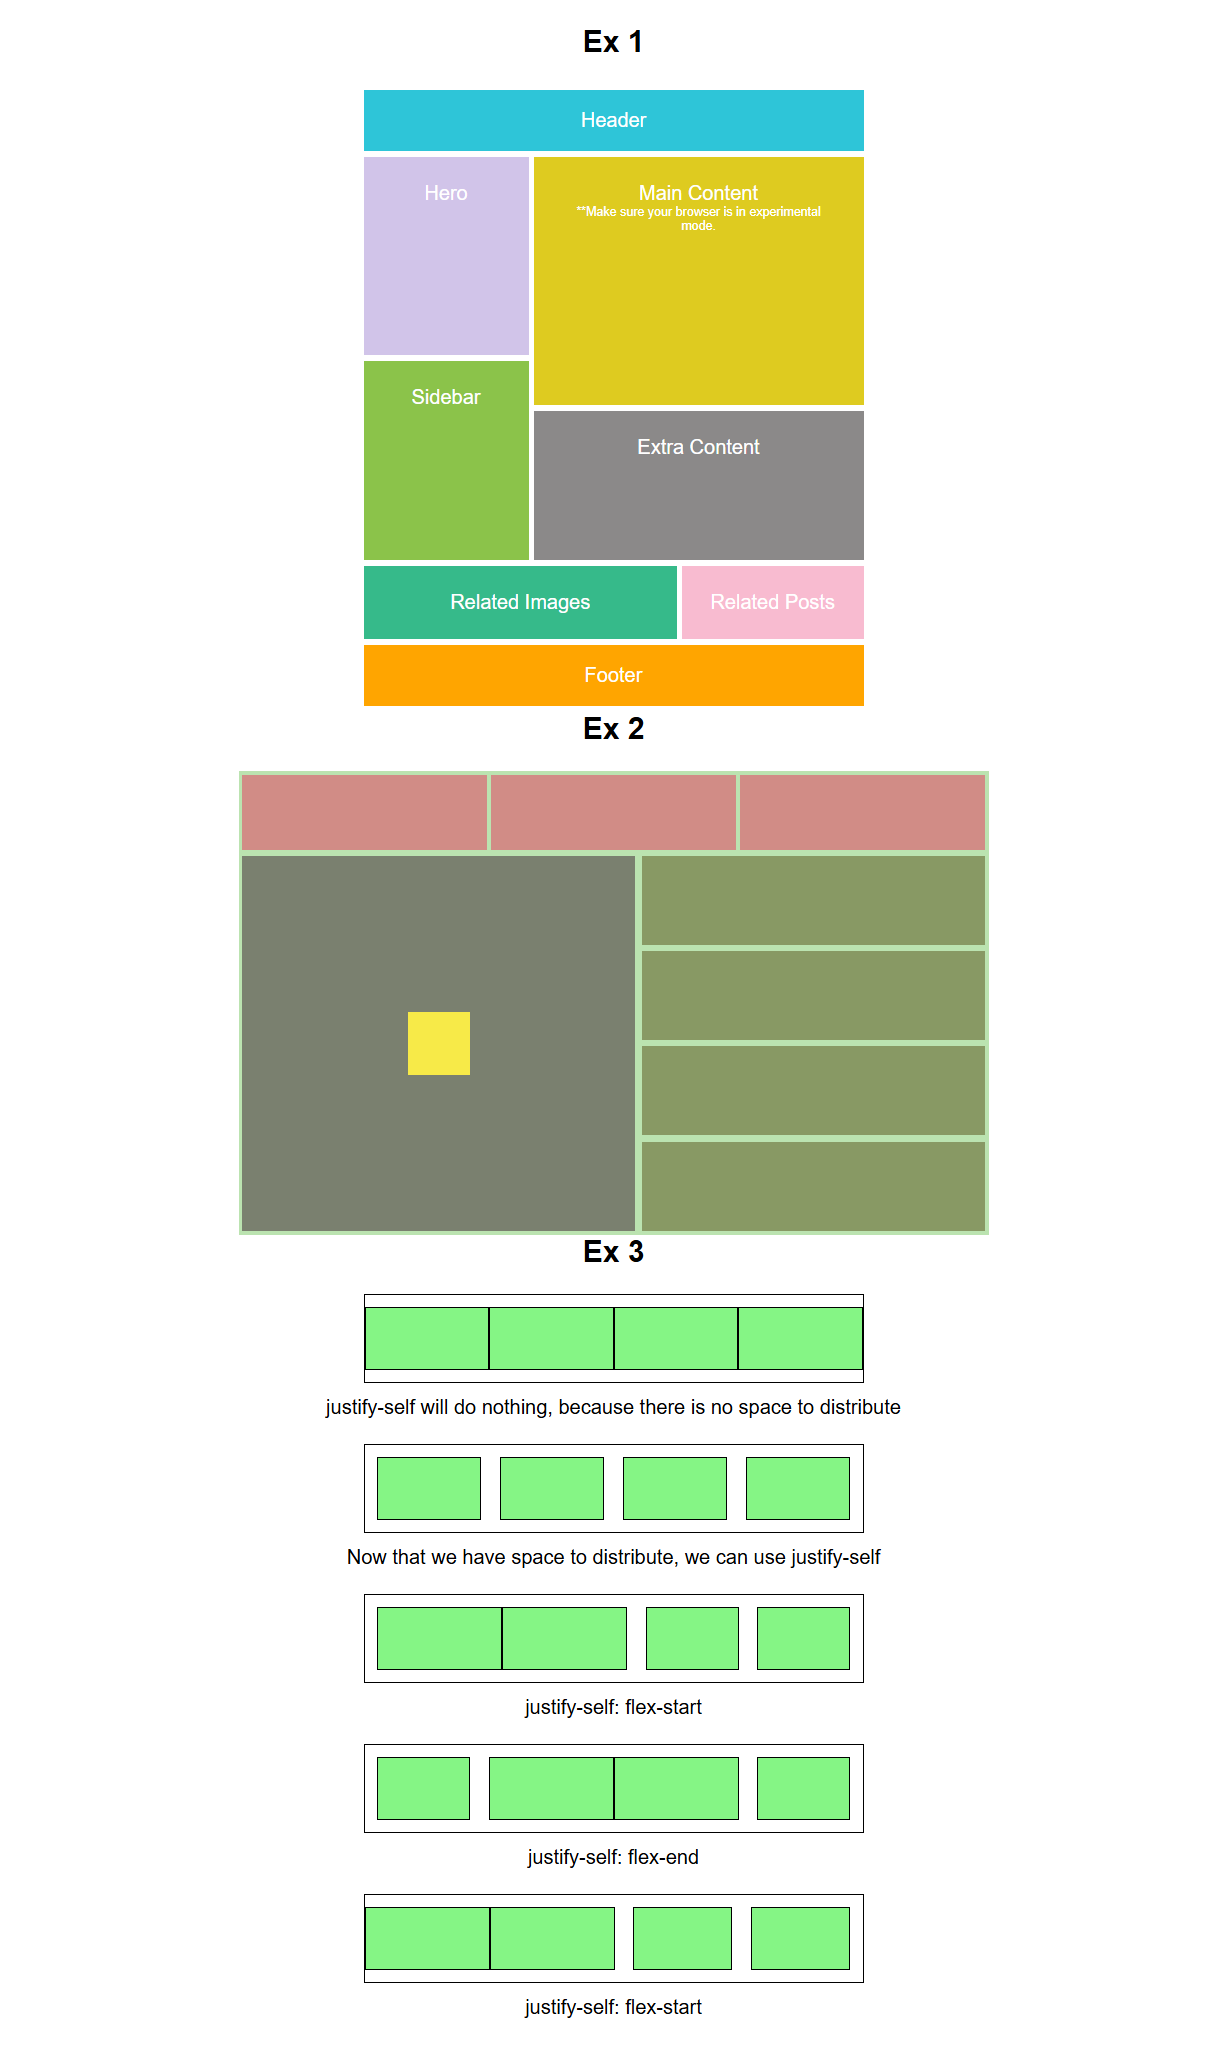 Ex 1
Header
Hero
Main Content
**Make sure your browser is in experimental
mode.
Sidebar
Extra Content
Related Images
Related Posts
Footer
Ex 2
Ex 3
justify-self will do nothing, because there is no space to distribute
Now that we have space to distribute, we can use justify-self
justify-self: flex-start
justify-self: flex-end
justify-self: flex-start